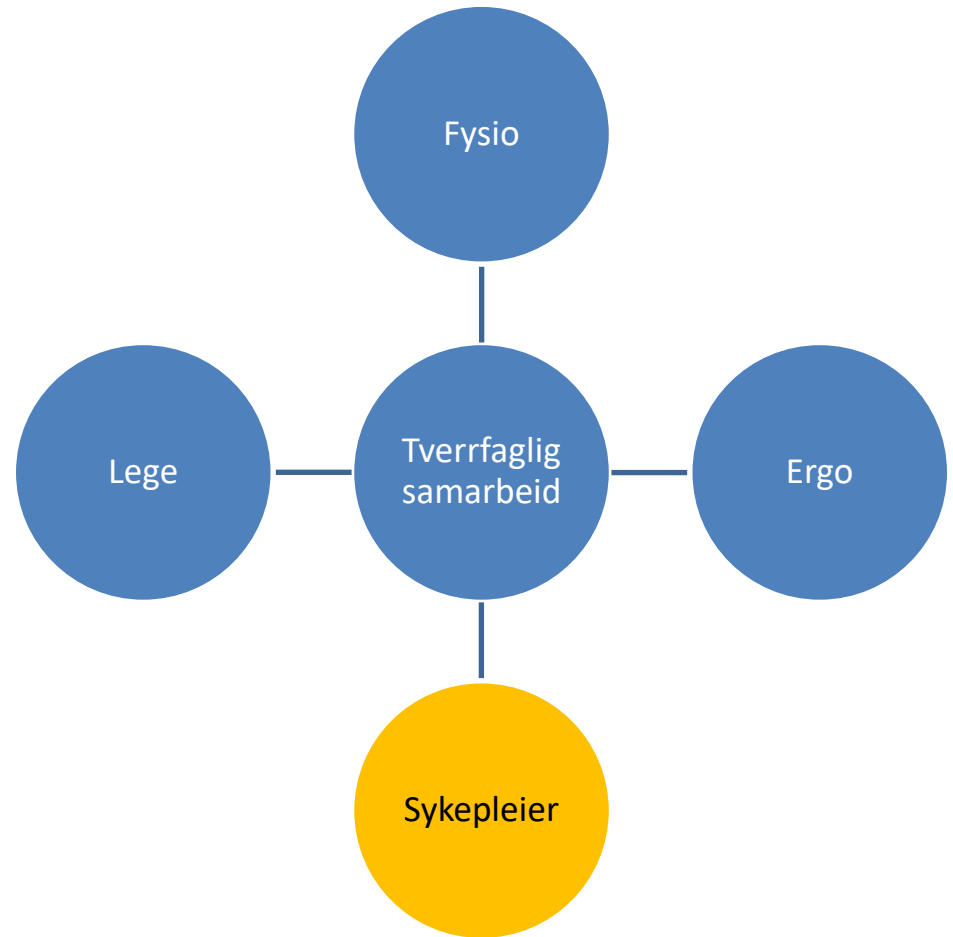 Fysio
Lege
Tverrfaglig
samarbeid
Ergo
Sykepleier